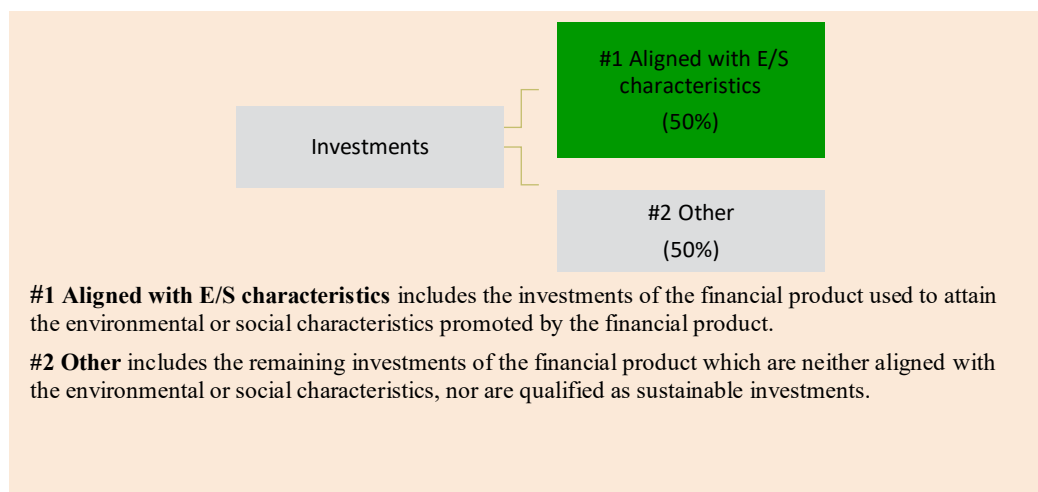 #1 Aligned with E/S
characteristics
(50%)
Investments
#2 Other
(50%)
#1 Aligned with E/S characteristics includes the investments of the financial product used to attain
the environmental or social characteristics promoted by the financial product.
#2 Other includes the remaining investments of the financial product which are neither aligned with
the environmental or social characteristics, nor are qualified as sustainable investments.